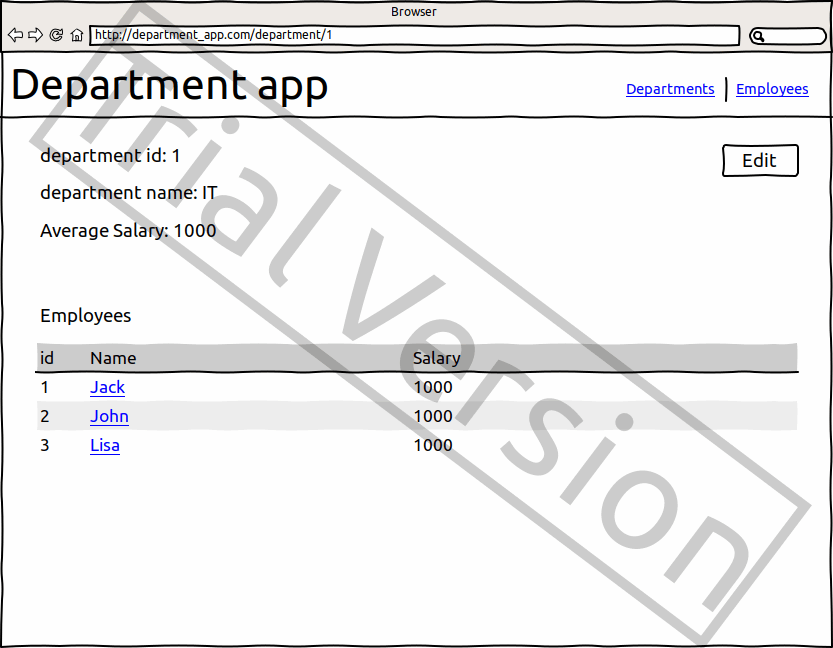 Browser
http://department_app.com/department/1
Department app
Departments | Employees
department id: 1
Edit
department name: IT
Average Salary: 1000
Employees
id Name Salary
1 Jack 1000
2 John 1000
3 Lisa 1000
Trial Version